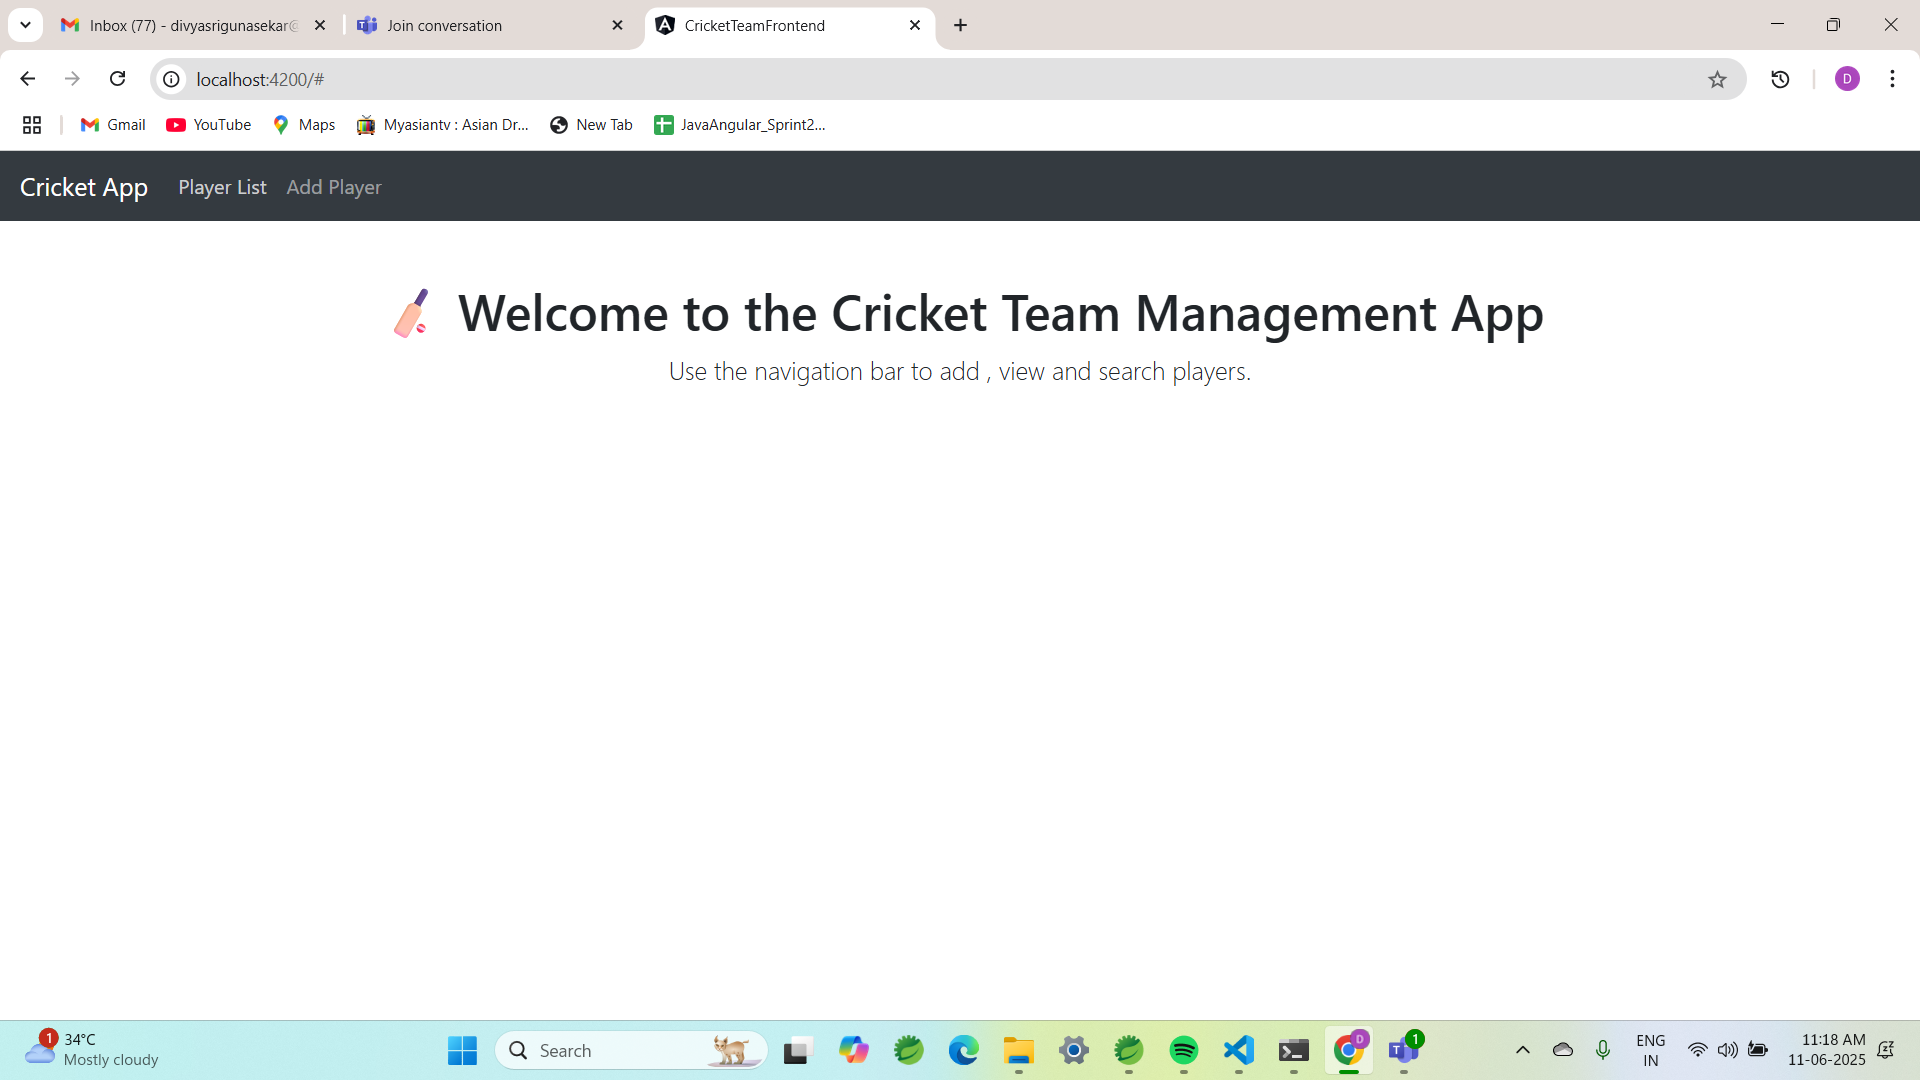 Inbox (77) - divyasrigunasekar@
Join conversation
CricketTeamFrontend
localhost:4200/#
D
Gmail
YouTube
Maps
Myasiantv : Asian Dr...
New Tab
JavaAngular_Sprint2...
Cricket App
Player List
Add Player
Welcome to the Cricket Team Management App
Use the navigation bar to add , view and search players.
1
34°C
Mostly cloudy
Search
D
1
ENG
IN
11:18 AM
11-06-2025